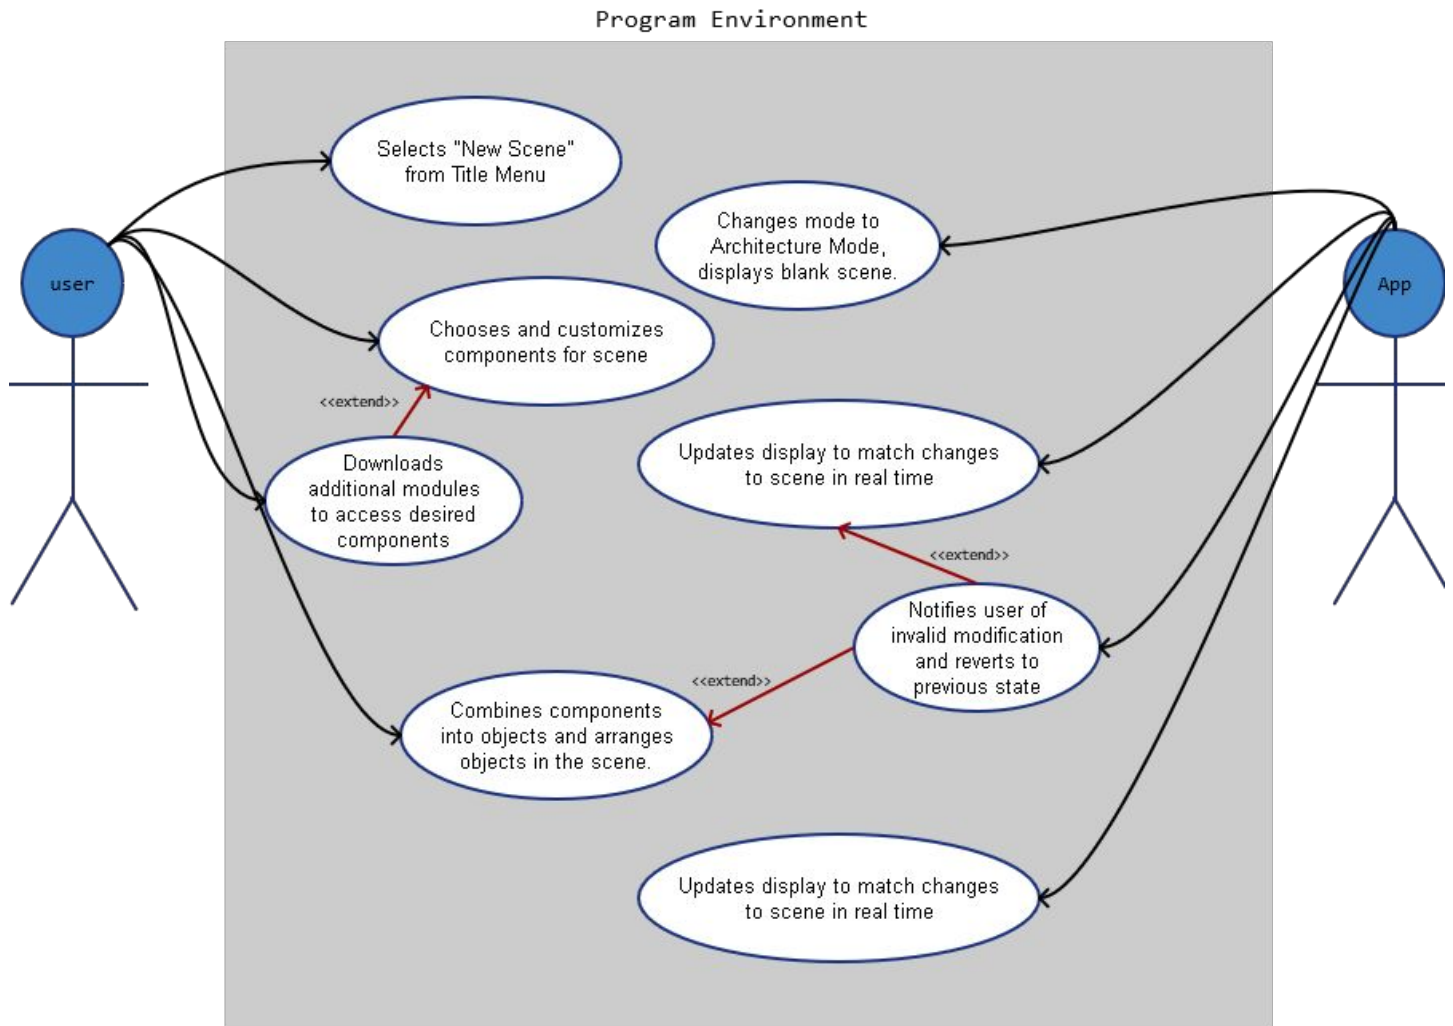 Program Environment
Selects "New Scene"
from Title Menu
Changes mode to
Architecture Mode,
displays blank scene.
user
App
Chooses and customizes
components for scene
<<extend>>
Downloads
additional modules
to access desired
components
Updates display to match changes
to scene in real time
<<extend>>
Notifies user of
invalid modification
and reverts to
previous state
<<extend>>
Combines components
into objects and arranges
objects in the scene.
Updates display to match changes
to scene in real time